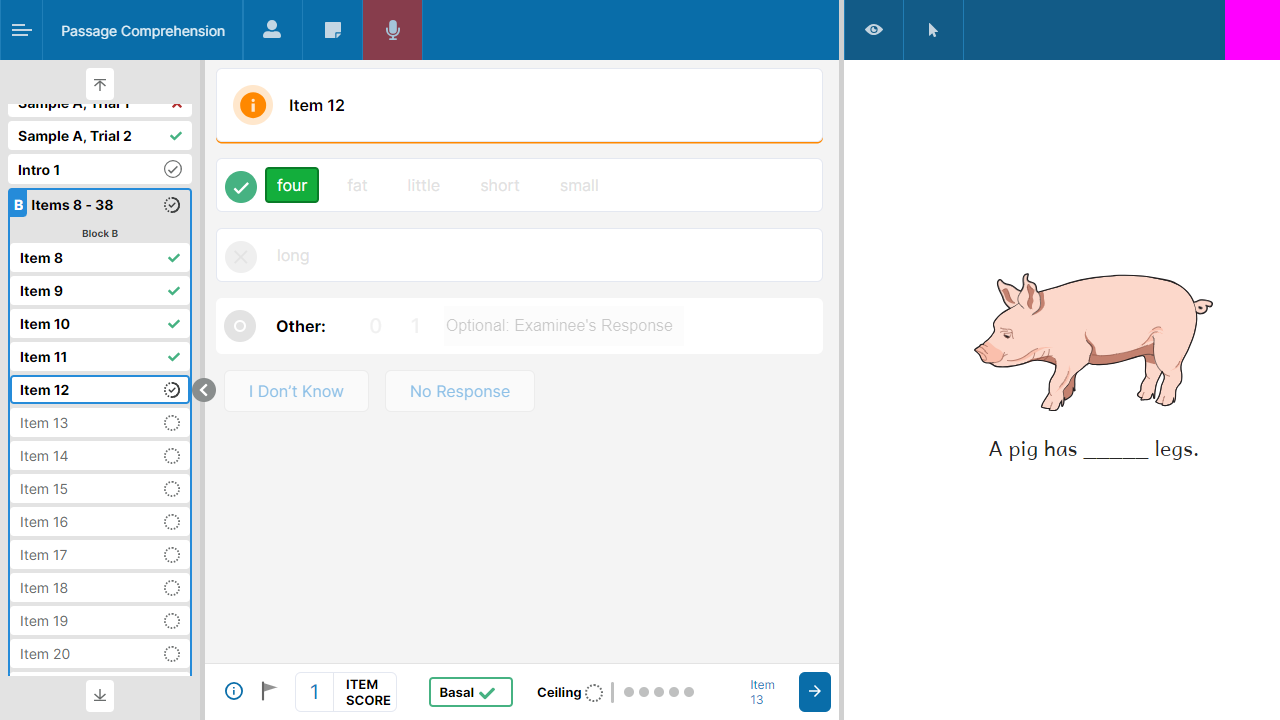 Passage Comprehension
Sample A, Trial 1
Sample A, Trial 2
Intro 1
B Items 8 - 38
Block B
Item 8
Item 9
Item 10
Item 11
Item 12
Item 13
Item 14
Item 15
Item 16
Item 17
Item 18
Item 19
Item 20
Item 12
four fat little short small
long
Other: 0 1 Optional: Examinee's Response
I Don’t Know No Response
1 ITEM SCORE Basal Ceiling Item 13
A pig has _____ legs.